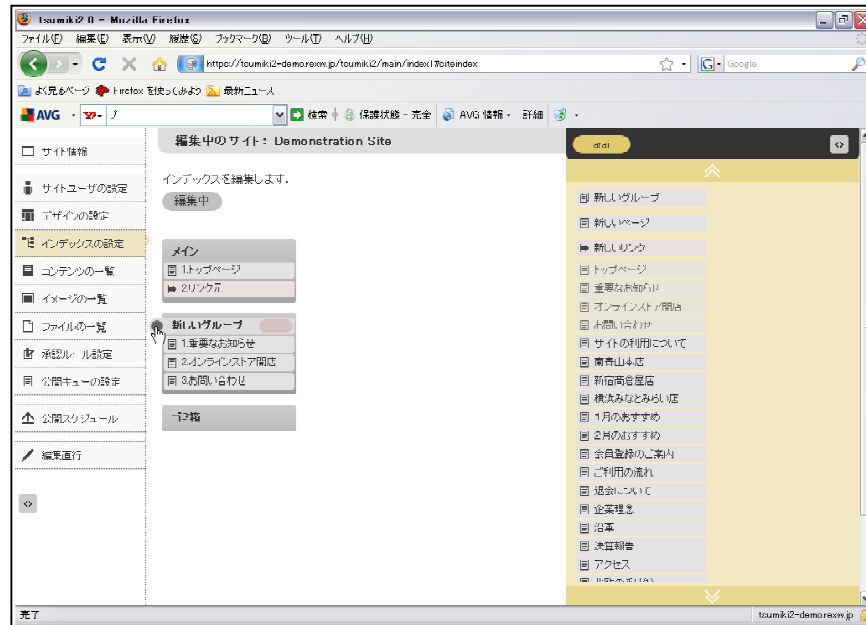 tsumiki2.0 - Mozilla Firefox
ファイル(F) 編集(E) 表示(V) 履歴(S) ブックマーク(B) ツール(T) ヘルプ(H)
https://tsumiki2-demo.rexw.jp/tsumiki2/main/index17siteindex
Google
よく見るページ Firefox を使ってみよう 最新ニュース
AVG 検索 保護状態 - 完全 AVG 情報 詳細
サイト情報
サイトユーザの設定
デザインの設定
インデックスの設定
コンテンツの一覧
イメージの一覧
ファイルの一覧
承認ルール設定
公開キューの設定
公開スケジュール
編集直行
編集中のサイト: Demonstration Site
インデックスを編集します.
編集中
メイン
1.トップページ
2.リンク元
新しいグループ
1.重要なお知らせ
2.オンラインストア開店
3.お問い合わせ
ゴミ箱
新しいグループ
新しいページ
新しいリンク
トップページ
重要なお知らせ
オンラインストア開店
お問い合わせ
サイトの利用について
南青山本店
新宿高倉屋店
横浜みなとみらい店
1月のおすすめ
2月のおすすめ
会員登録のご案内
ご利用の流れ
退会について
企業理念
沿革
決算報告
アクセス
完了
tsumiki2-demo.rexw.jp